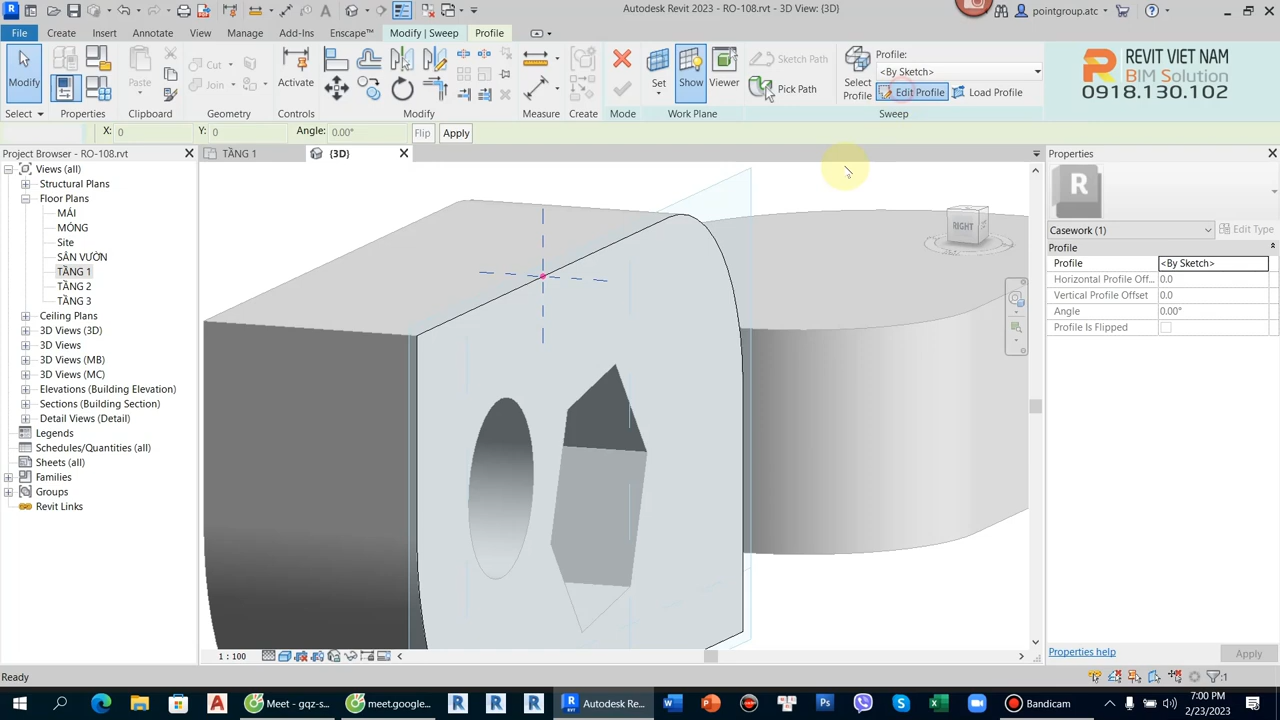 Autodesk Revit 2023 - RO-108.rvt - 3D View: {3D}
pointgroup.atc
File Create Insert Annotate View Manage Add-Ins Enscape™ Modify | Sweep Profile
Modify
Paste
Cut
Join
Activate
Set
Show
Viewer
Sketch Path
Pick Path
Select Profile
Profile:
<By Sketch>
Edit Profile
Load Profile
REVIT VIET NAM
BIM Solution
0918.130.102
Select Properties Clipboard Geometry Controls Modify Measure Create Mode Work Plane Sweep
X: 0 Y: 0 Angle: 0.00° Flip Apply
Project Browser - RO-108.rvt
TẦNG 1
(3D)
Properties
Views (all)
Structural Plans
Floor Plans
MÁI
MÓNG
Site
SÂN VƯỜN
TẦNG 1
TẦNG 2
TẦNG 3
Ceiling Plans
3D Views (3D)
3D Views
3D Views (MB)
3D Views (MC)
Elevations (Building Elevation)
Sections (Building Section)
Detail Views (Detail)
Legends
Schedules/Quantities (all)
Sheets (all)
Families
Groups
Revit Links
RIGHT
R
Casework (1)
Edit Type
Profile
Profile <By Sketch>
Horizontal Profile Off... 0.0
Vertical Profile Offset 0.0
Angle 0.00°
Profile Is Flipped
Properties help
Apply
1 : 100
Ready
:1
Meet - gqz-s...
meet.google...
Autodesk Re...
Bandicam
7:00 PM
2/23/2023